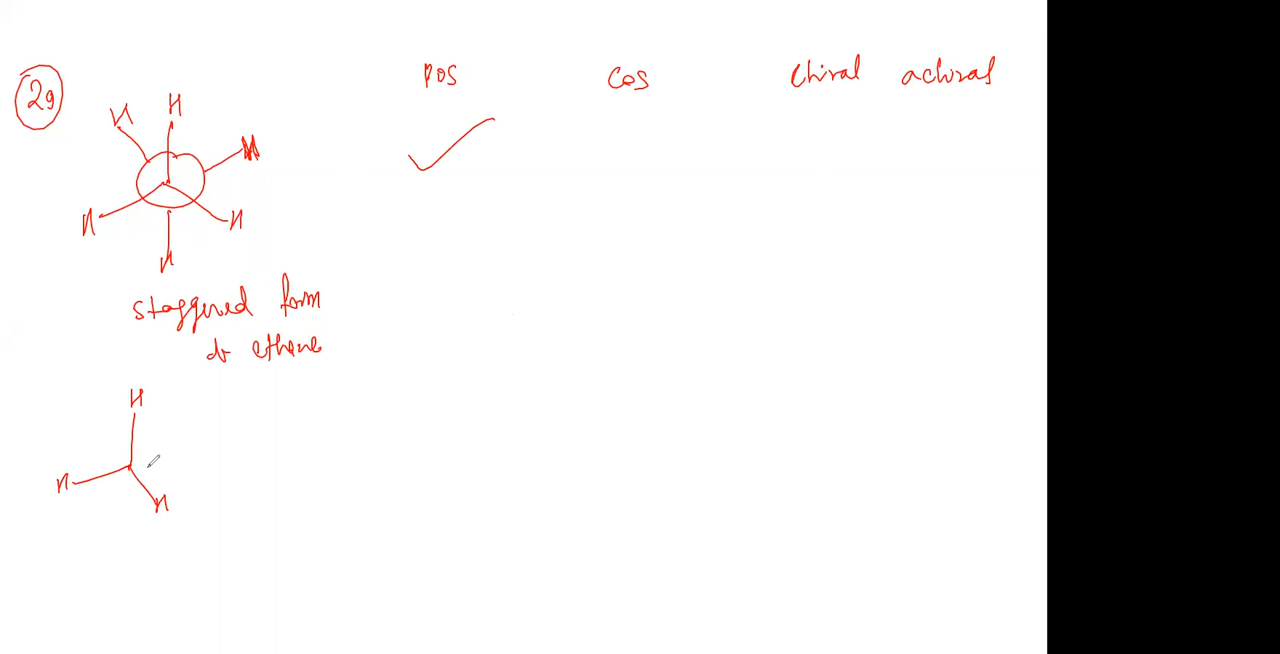 29
POS COS Chiral achiral
H H
H
H H
H
staggered form
of ethane
H
H
H